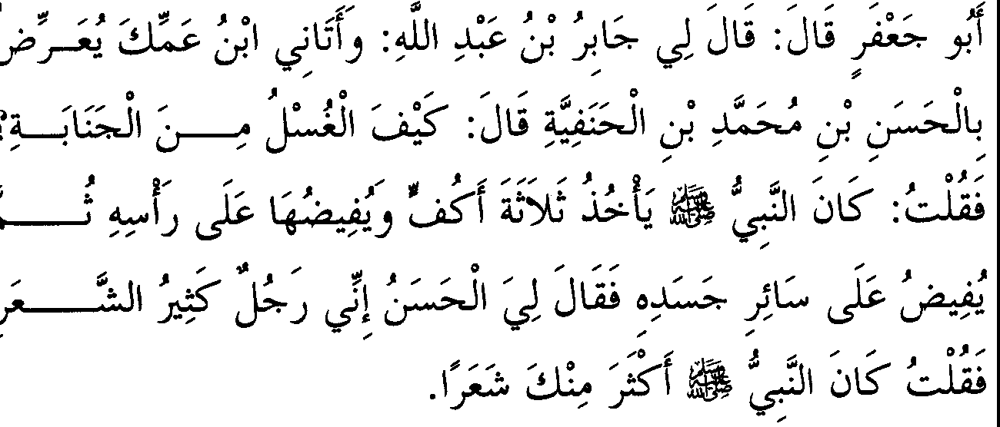 أَبُو جَعْفَرٍ قَالَ: قَالَ لِي جَابِرُ بْنُ عَبْدِ اللَّهِ: وَأَتَانِي ابْنُ عَمِّكَ يُعَـرِّض
بِالْحَسَنِ بْنِ مُحَمَّدِ بْنِ الْحَنَفِيَّةِ قَالَ: كَيْفَ الْغُسْلُ مِـــنَ الْجَنَابَـــةِ؟
فَقُلْتُ: كَانَ النَّبِيُّ ﷺ يَأْخُذُ ثَلَاثَةَ أَكُفٍّ وَيُفِيضُهَا عَلَى رَأْسِهِ ثُـــمَّ
يُفِيضُ عَلَى سَائِرِ جَسَدِهِ فَقَالَ لِيَ الْحَسَنُ إِنِّي رَجُلٌ كَثِيرُ الشَّـــعَرِ
فَقُلْتُ كَانَ النَّبِيُّ ﷺ أَكْثَرَ مِنْكَ شَعَرًا.